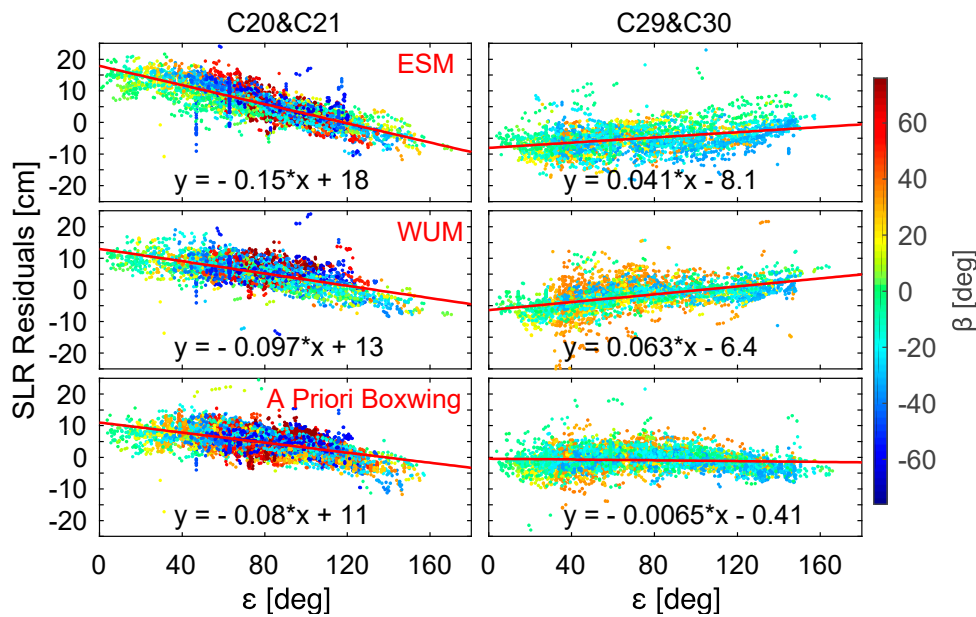 C20&C21
C29&C30
20
10
0
-10
-20
ESM
y = - 0.15*x + 18
y = 0.041*x - 8.1
20
10
0
-10
-20
WUM
y = - 0.097*x + 13
y = 0.063*x - 6.4
20
10
0
-10
-20
A Priori Boxwing
y = - 0.08*x + 11
y = - 0.0065*x - 0.41
SLR Residuals [cm]
0 40 80 120 160
0 40 80 120 160
ε [deg]
ε [deg]
60
40
20
0
-20
-40
-60
β [deg]